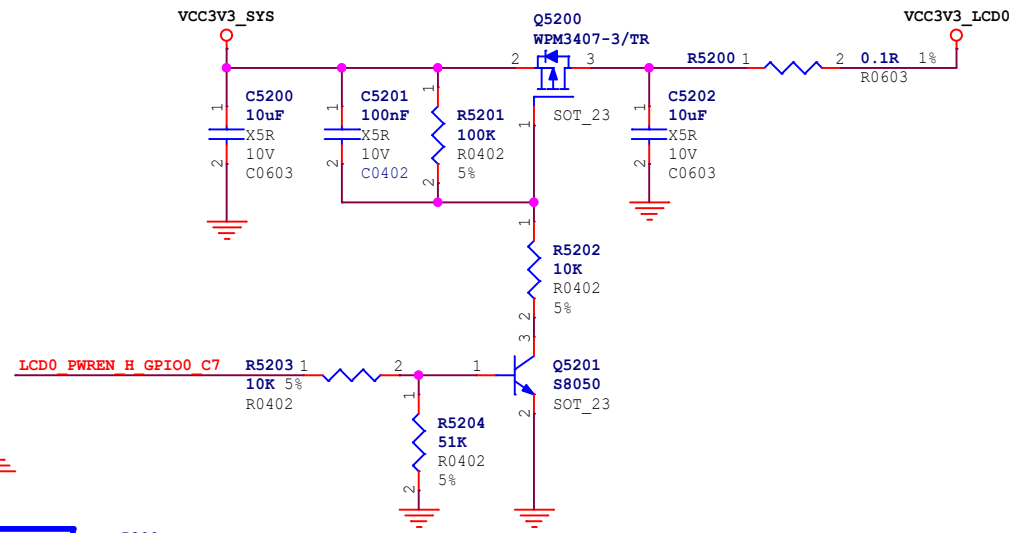 VCC3V3_SYS
Q5200
WPM3407-3/TR
VCC3V3_LCD0
2
3
R5200 1
2
0.1R 1%
R0603
1
C5200
10uF
X5R
10V
C0603
2
1
C5201
100nF
X5R
10V
C0402
2
1
R5201
100K
R0402
5%
2
1
SOT_23
1
C5202
10uF
X5R
10V
C0603
2
1
R5202
10K
R0402
5%
2
3
LCD0_PWREN_H_GPIO0_C7
R5203 1
2
10K 5%
R0402
1
Q5201
S8050
SOT_23
2
1
R5204
51K
R0402
5%
2